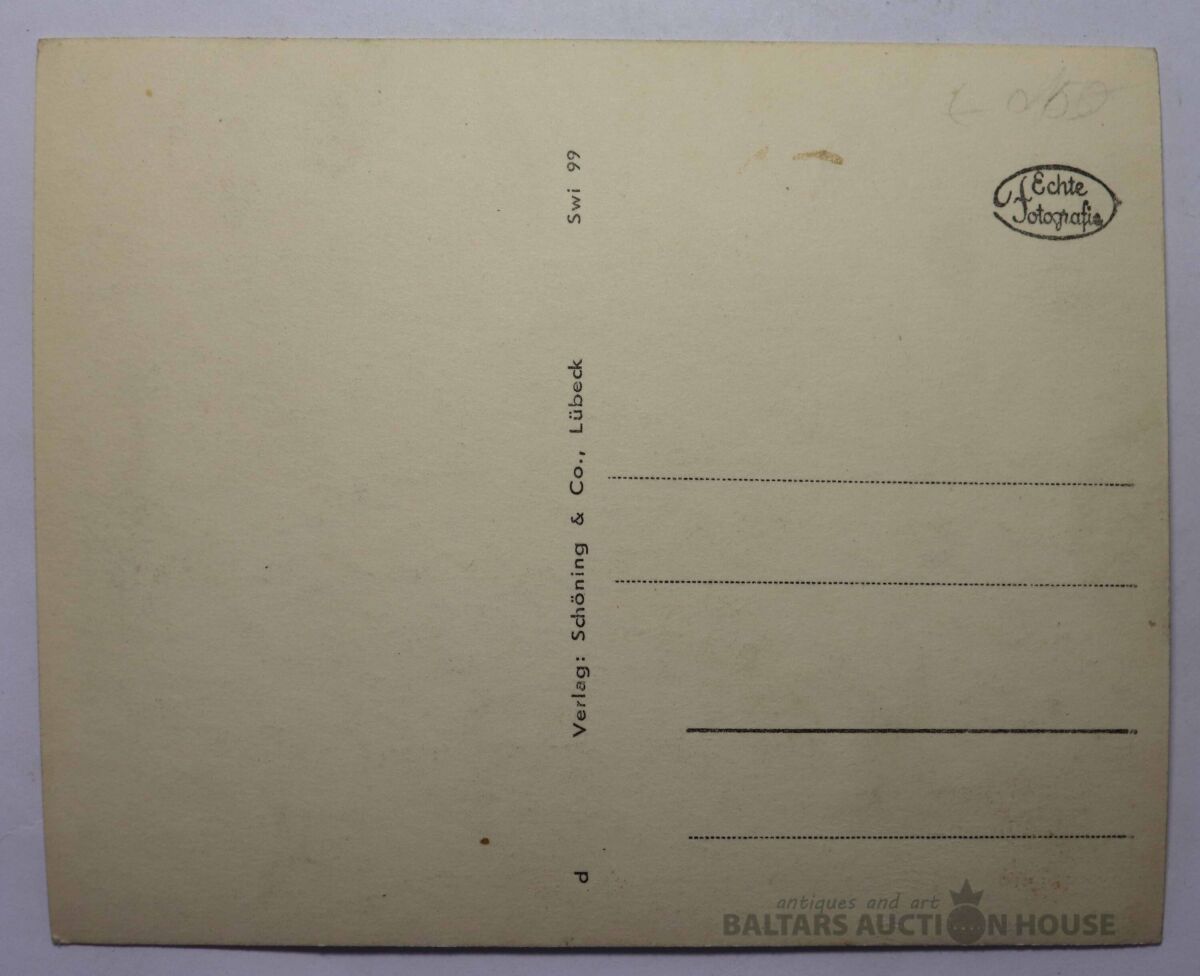 Echte
Fotografie
d Verlag: Schöning & Co., Lübeck Swi 99
antiques and art
BALTARS AUCTION HOUSE